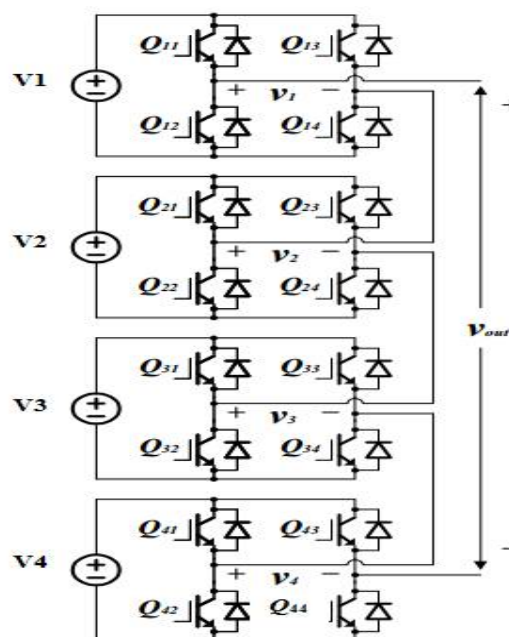 Q11 Q13
V1
+ v1 −
Q12 Q14
+
Q21 Q23
V2
+ v2 −
Q22 Q24
vout
Q31 Q33
V3
+ v3 −
Q32 Q34
Q41 Q43
−
V4
+ v4 −
Q42 Q44